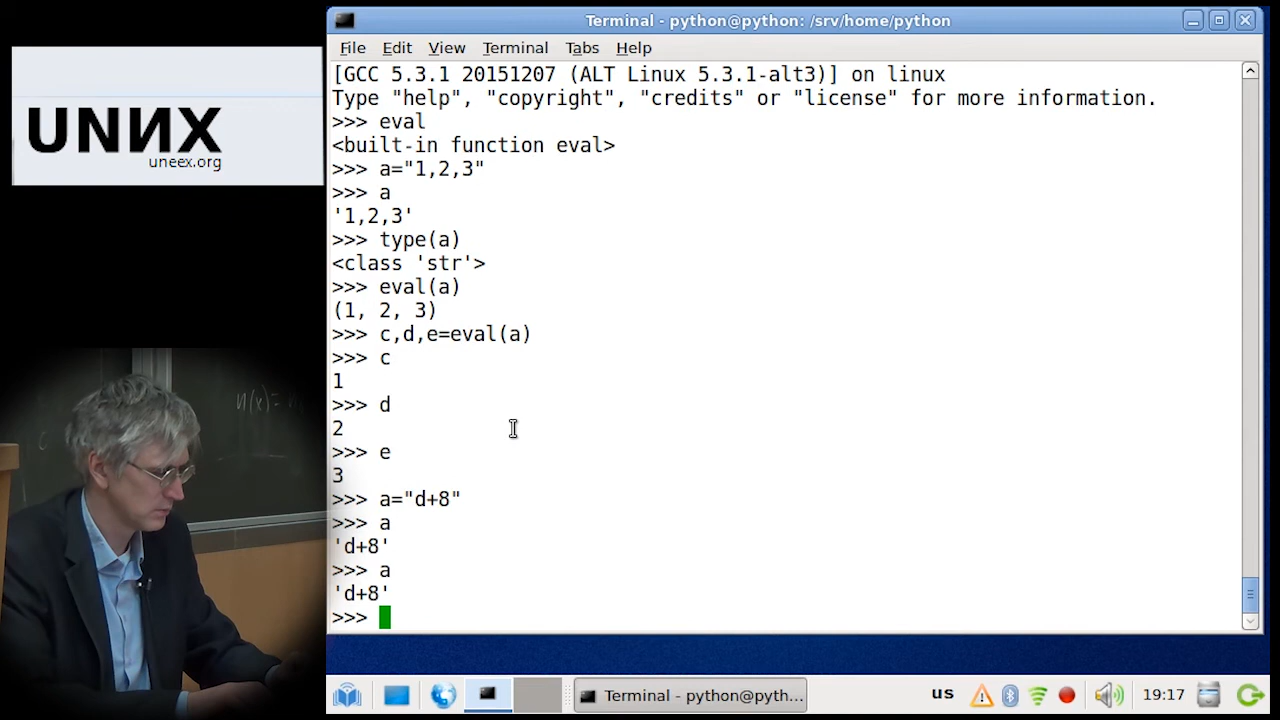 UNИX
uneex.org
Terminal - python@python: /srv/home/python
File Edit View Terminal Tabs Help
[GCC 5.3.1 20151207 (ALT Linux 5.3.1-alt3)] on linux
Type "help", "copyright", "credits" or "license" for more information.
>>> eval
<built-in function eval>
>>> a="1,2,3"
>>> a
'1,2,3'
>>> type(a)
<class 'str'>
>>> eval(a)
(1, 2, 3)
>>> c,d,e=eval(a)
>>> c
1
>>> d
2
>>> e
3
>>> a="d+8"
>>> a
'd+8'
>>> a
'd+8'
>>>
Terminal - python@pyth...
us
19:17